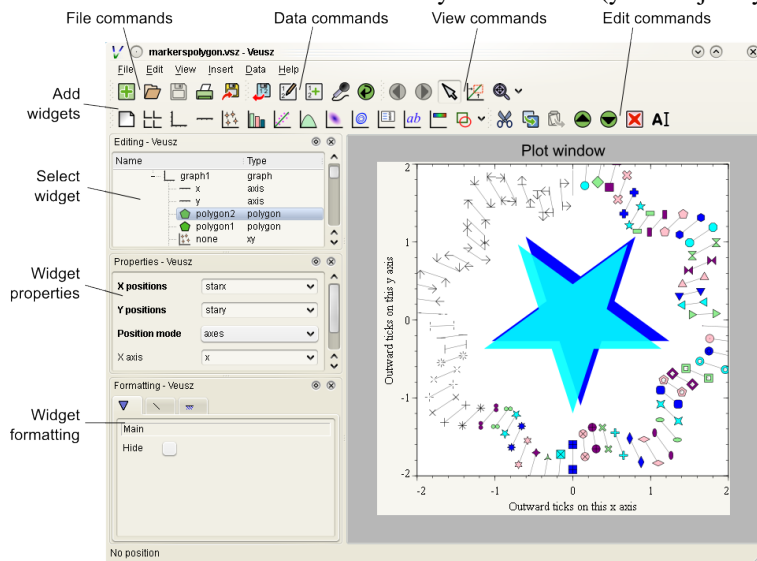 File commands
Data commands
View commands
Edit commands
markerspolygon.vsz - Veusz
File Edit View Insert Data Help
Add
widgets
ab
AI
Editing - Veusz
Name Type
graph1 graph
x axis
y axis
polygon2 polygon
polygon1 polygon
none xy
Select
widget
Properties - Veusz
X positions starx
Y positions stary
Position mode axes
X axis x
Widget
properties
Formatting - Veusz
Main
Hide
Widget
formatting
No position
Plot window
2
1
0
-1
-2
Outward ticks on this y axis
-2 -1 0 1 2
Outward ticks on this x axis